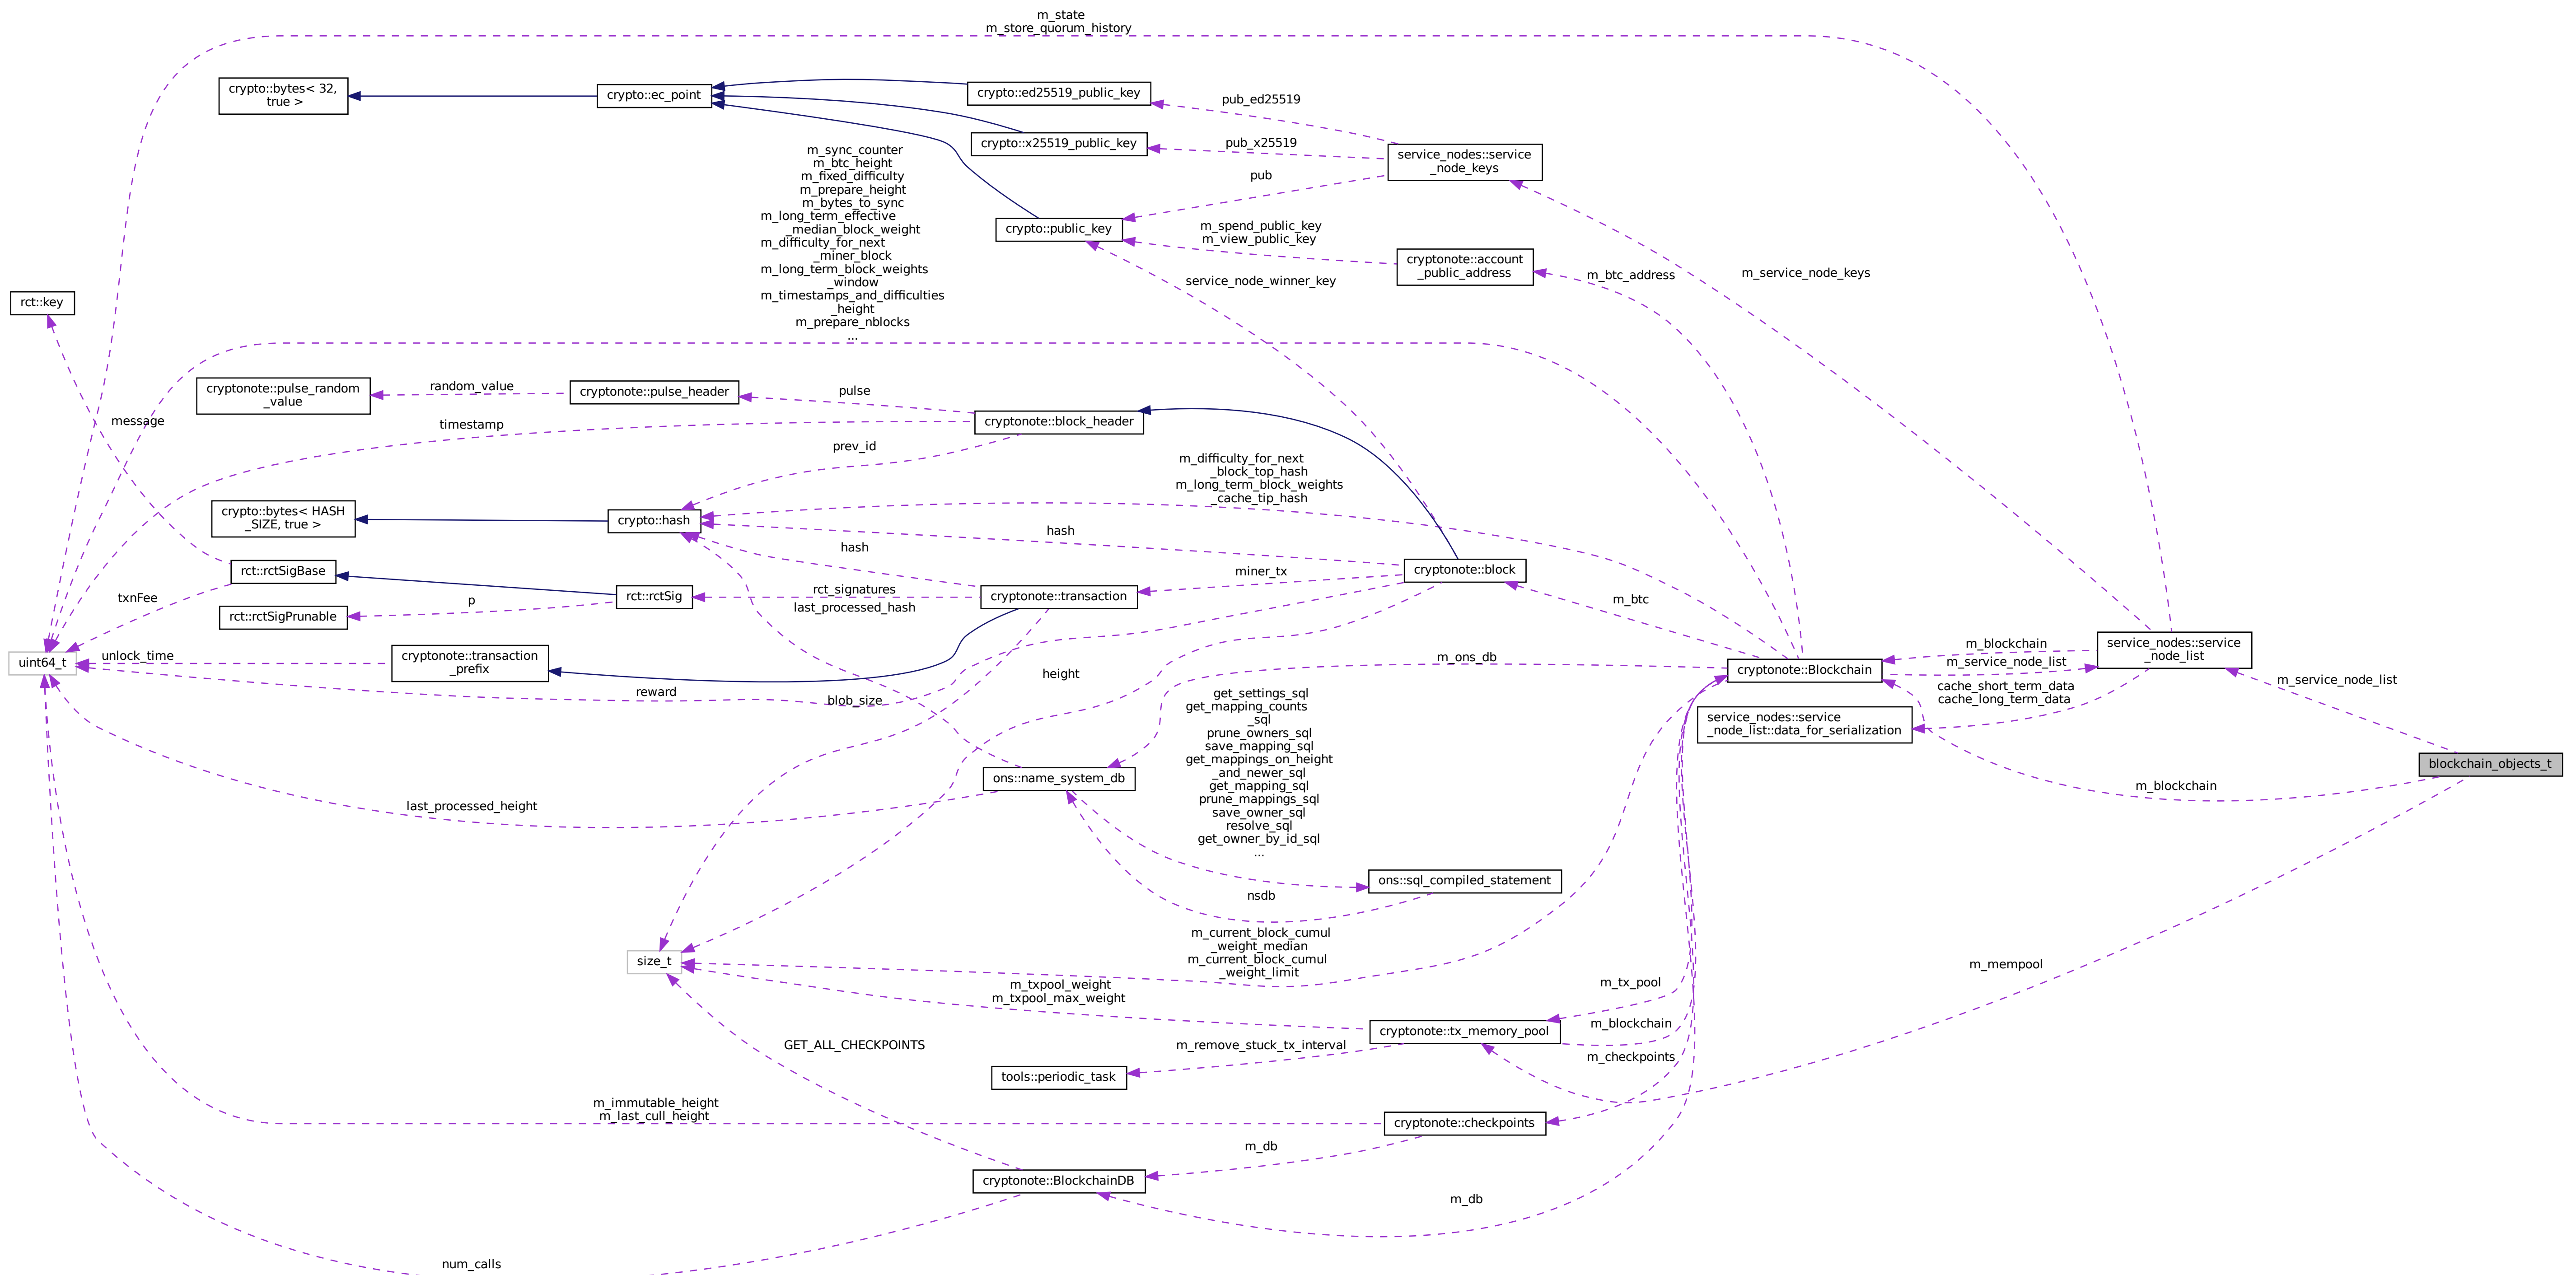 m_state
m_store_quorum_history
crypto::bytes< 32,
true >
crypto::ec_point
crypto::ed25519_public_key
pub_ed25519
crypto::x25519_public_key
pub_x25519
service_nodes::service
_node_keys
pub
m_sync_counter
m_btc_height
m_fixed_difficulty
m_prepare_height
m_bytes_to_sync
m_long_term_effective
_median_block_weight
m_difficulty_for_next
_miner_block
m_long_term_block_weights
_window
m_timestamps_and_difficulties
_height
m_prepare_nblocks
...
crypto::public_key
m_spend_public_key
m_view_public_key
cryptonote::account
_public_address
m_btc_address
m_service_node_keys
service_node_winner_key
rct::key
cryptonote::pulse_random
_value
random_value
cryptonote::pulse_header
pulse
cryptonote::block_header
message
timestamp
prev_id
m_difficulty_for_next
_block_top_hash
m_long_term_block_weights
_cache_tip_hash
crypto::bytes< HASH
_SIZE, true >
crypto::hash
hash
hash
cryptonote::block
rct::rctSigBase
miner_tx
txnFee
rct::rctSig
rct_signatures
cryptonote::transaction
m_btc
p
last_processed_hash
rct::rctSigPrunable
uint64_t
unlock_time
cryptonote::transaction
_prefix
m_blockchain
service_nodes::service
_node_list
m_ons_db
cryptonote::Blockchain
m_service_node_list
height
m_service_node_list
reward
blob_size
cache_short_term_data
cache_long_term_data
get_settings_sql
get_mapping_counts
_sql
prune_owners_sql
save_mapping_sql
get_mappings_on_height
_and_newer_sql
get_mapping_sql
prune_mappings_sql
save_owner_sql
resolve_sql
get_owner_by_id_sql
...
service_nodes::service
_node_list::data_for_serialization
blockchain_objects_t
ons::name_system_db
m_blockchain
last_processed_height
ons::sql_compiled_statement
nsdb
m_current_block_cumul
_weight_median
m_current_block_cumul
_weight_limit
size_t
m_mempool
m_txpool_weight
m_txpool_max_weight
m_tx_pool
cryptonote::tx_memory_pool
m_blockchain
GET_ALL_CHECKPOINTS
m_remove_stuck_tx_interval
m_checkpoints
tools::periodic_task
m_immutable_height
m_last_cull_height
cryptonote::checkpoints
m_db
cryptonote::BlockchainDB
m_db
num_calls